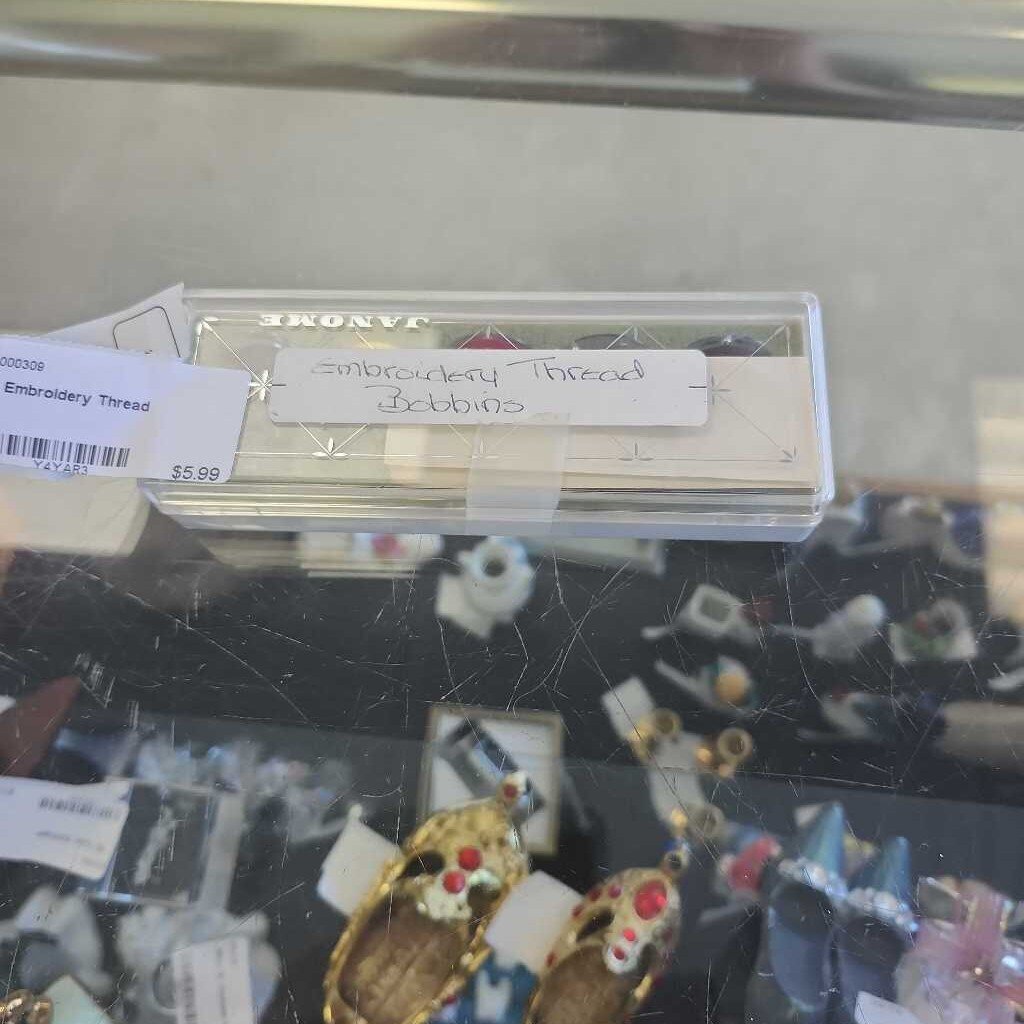 JANOME
000309
Embroidery Thread
Y4YAR3
$5.99
Embroidery Thread
Bobbins